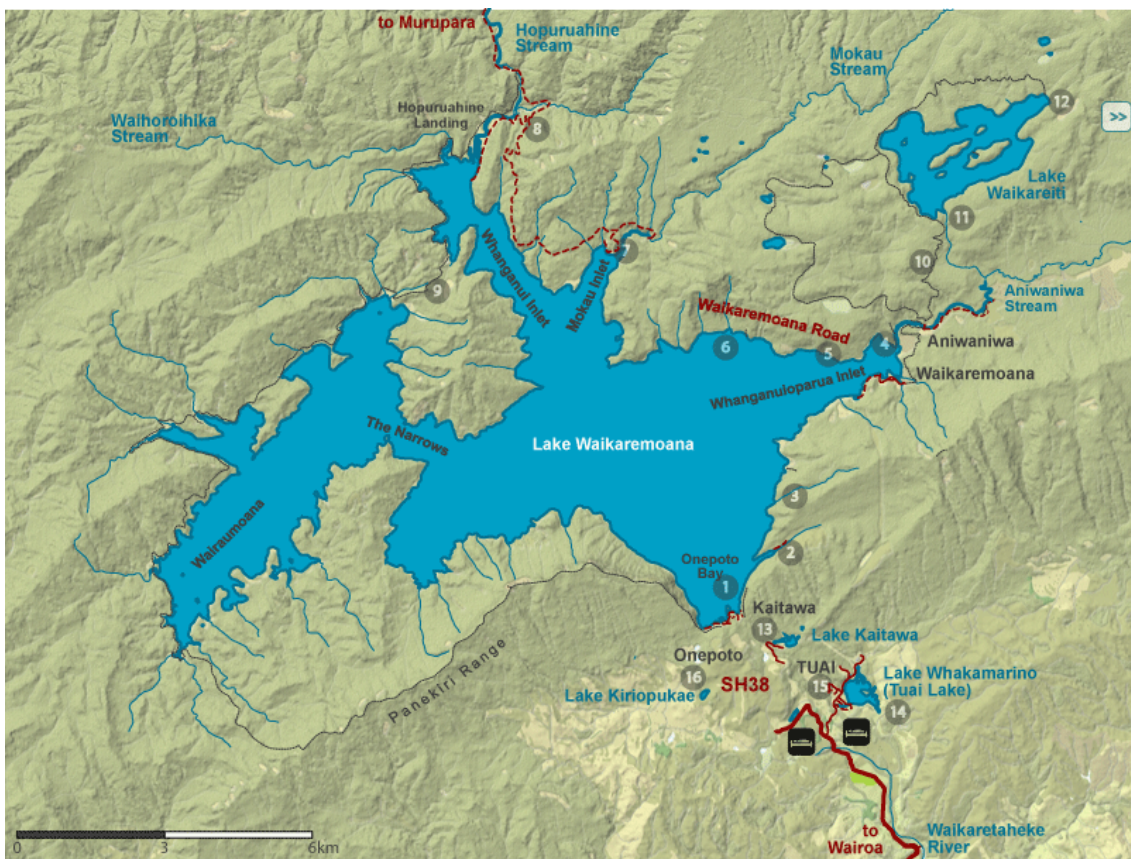 to Murupara
Hopuruahine
Stream
Mokau
Stream
Hopuruahine
Landing
Waihoroihika
Stream
12
>>
8
Lake
Waikareiti
11
7
10
Whanganui Inlet
Mokau Inlet
9
Aniwaniwa
Stream
Waikaremoana Road
6
5
4
Aniwaniwa
Whanganuioparua Inlet
Waikaremoana
The Narrows
Lake Waikaremoana
3
Wairaumoana
2
Onepoto
Bay
1
Kaitawa
13
Lake Kaitawa
Panekiri Range
Onepoto
16
SH38
TUAI
15
Lake Whakamarino
(Tuai Lake)
Lake Kiriopukae
14
0
3
6km
to
Wairoa
Waikaretaheke
River